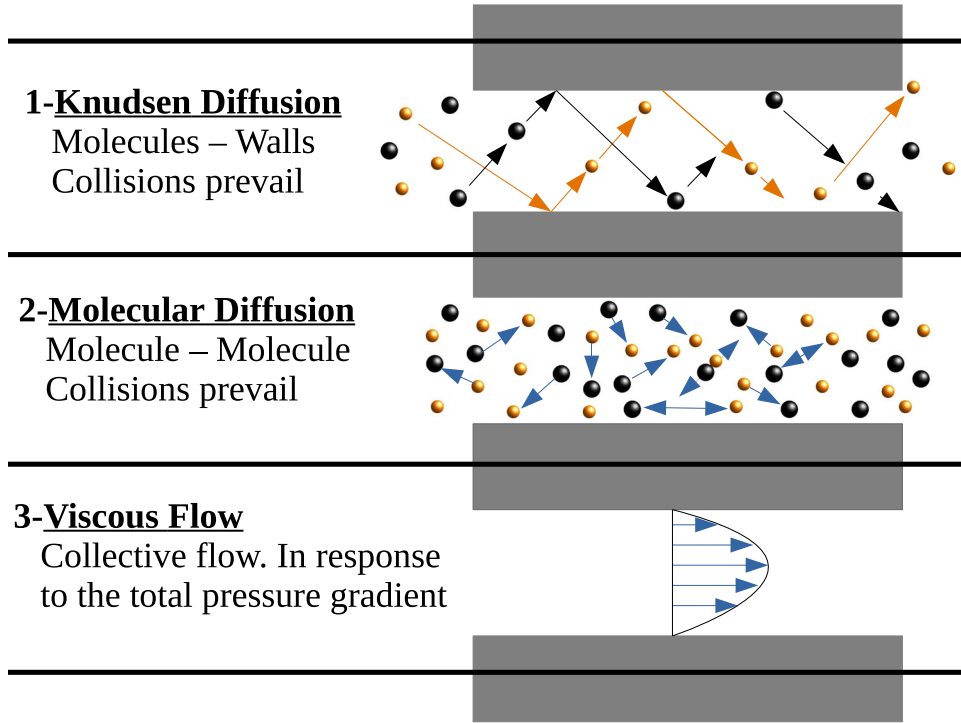 1-Knudsen Diffusion
Molecules – Walls
Collisions prevail
2-Molecular Diffusion
Molecule – Molecule
Collisions prevail
3-Viscous Flow
Collective flow. In response
to the total pressure gradient